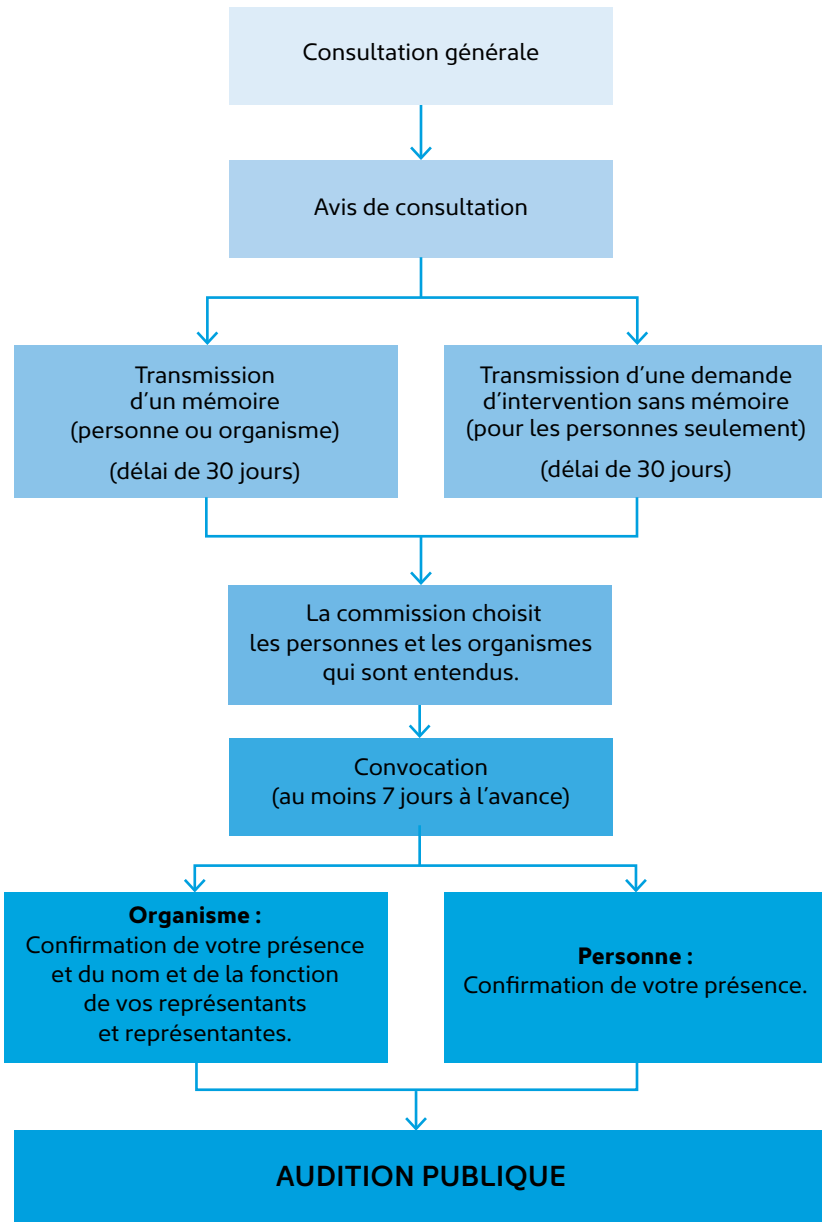 Consultation générale
Avis de consultation
Transmission
d’un mémoire
(personne ou organisme)
(délai de 30 jours)
Transmission d’une demande
d’intervention sans mémoire
(pour les personnes seulement)
(délai de 30 jours)
La commission choisit
les personnes et les organismes
qui sont entendus.
Convocation
(au moins 7 jours à l’avance)
Organisme :
Confirmation de votre présence
et du nom et de la fonction
de vos représentants
et représentantes.
Personne :
Confirmation de votre présence.
AUDITION PUBLIQUE